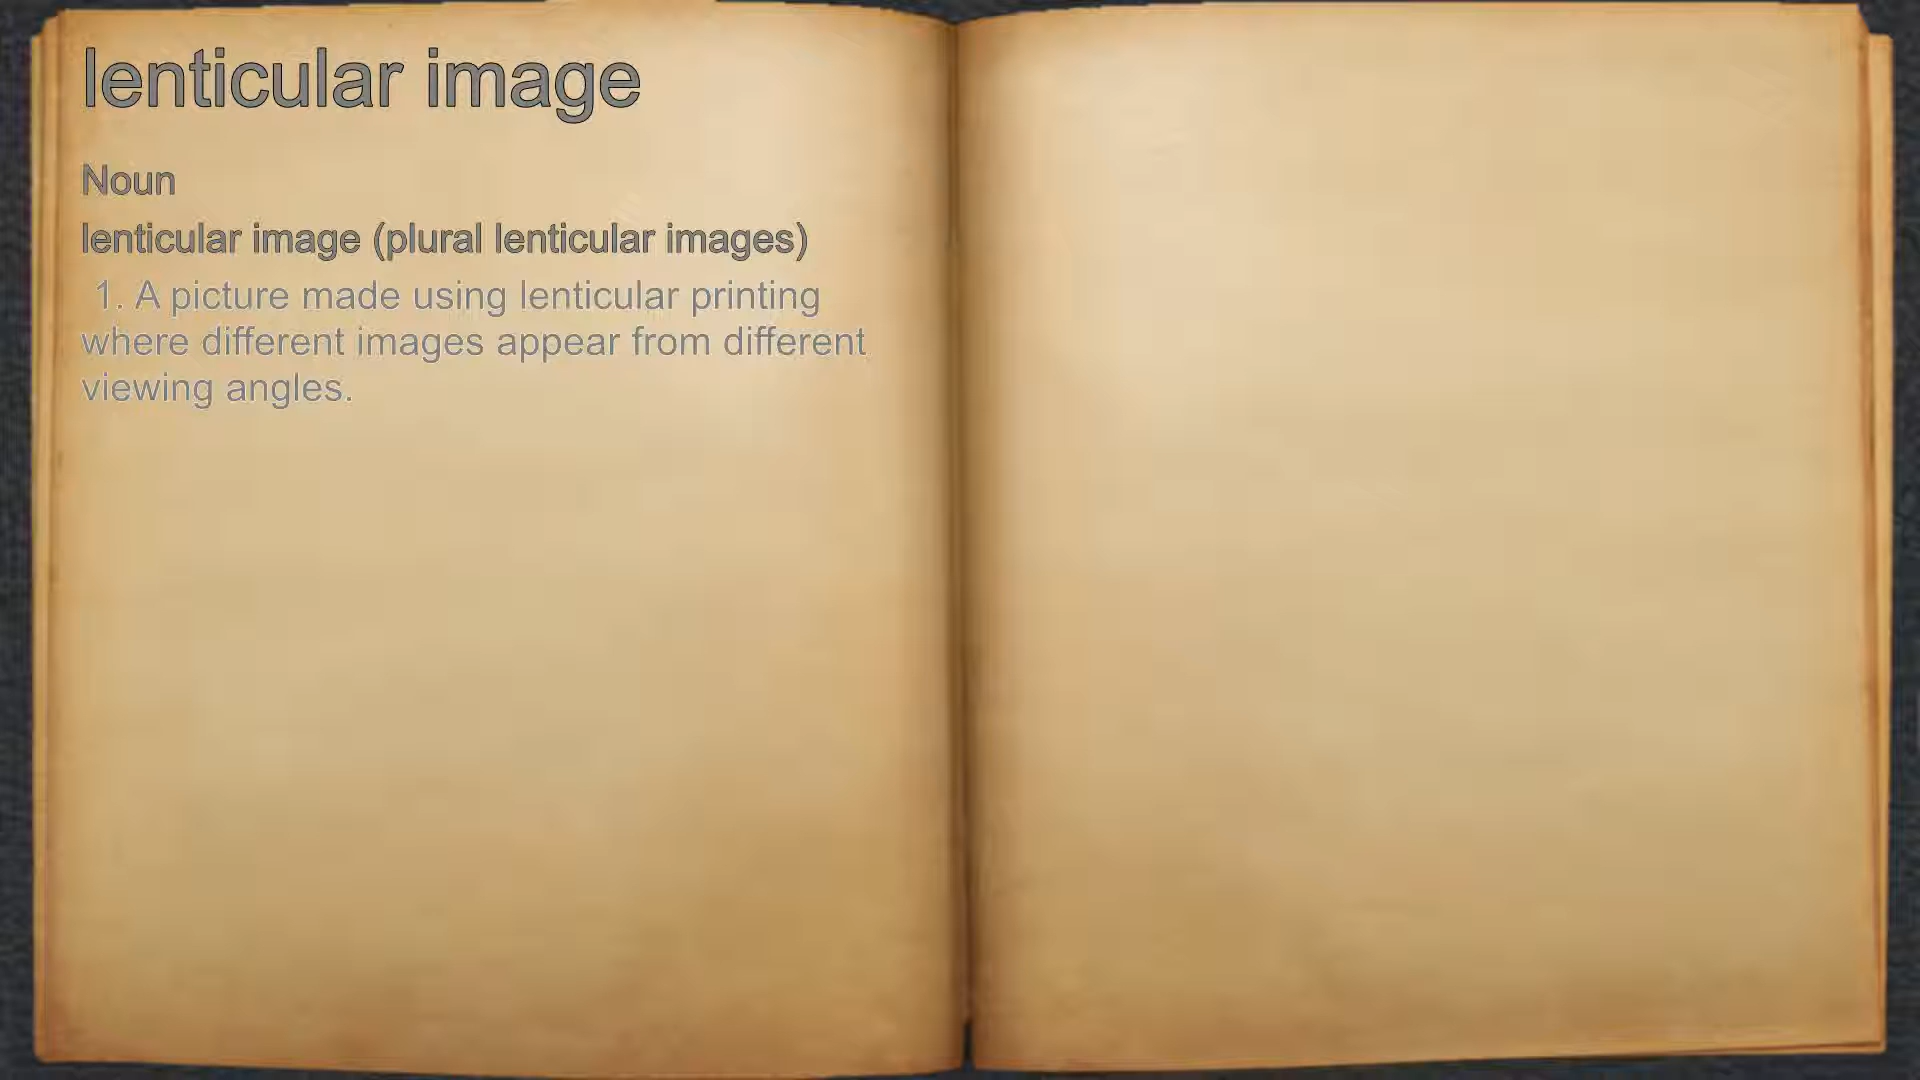 lenticular image
Noun
lenticular image (plural lenticular images)
1. A picture made using lenticular printing
where different images appear from different
viewing angles.